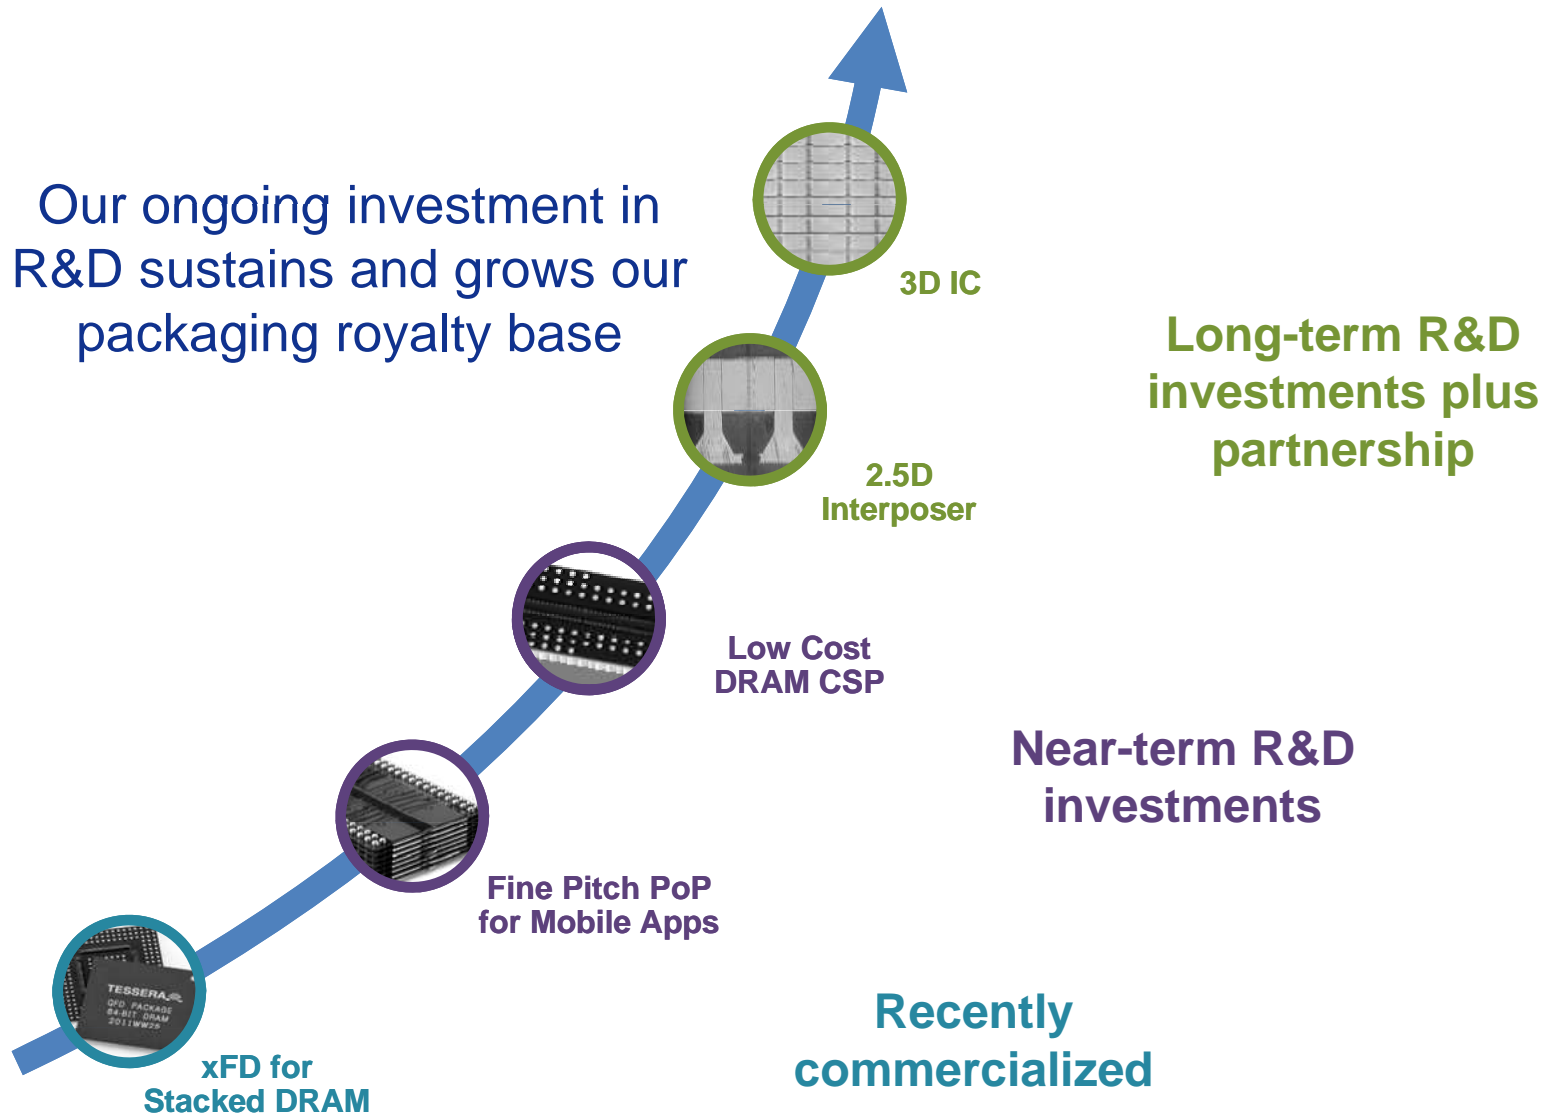 Our ongoing investment in
R&D sustains and grows our
packaging royalty base
3D IC
Long-term R&D
investments plus
partnership
2.5D
Interposer
Low Cost
DRAM CSP
Near-term R&D
investments
Fine Pitch PoP
for Mobile Apps
TESSERA
QFD PACKAGE
64-BIT DRAM
2011WW25
Recently
commercialized
xFD for
Stacked DRAM